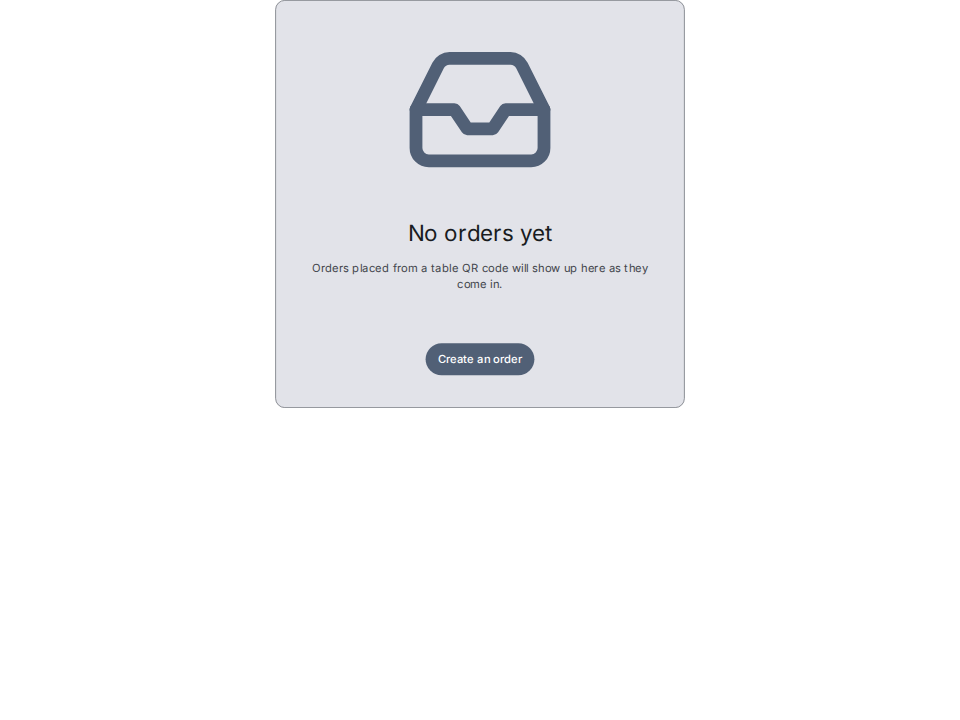 No orders yet
Orders placed from a table QR code will show up here as they
come in.
Create an order